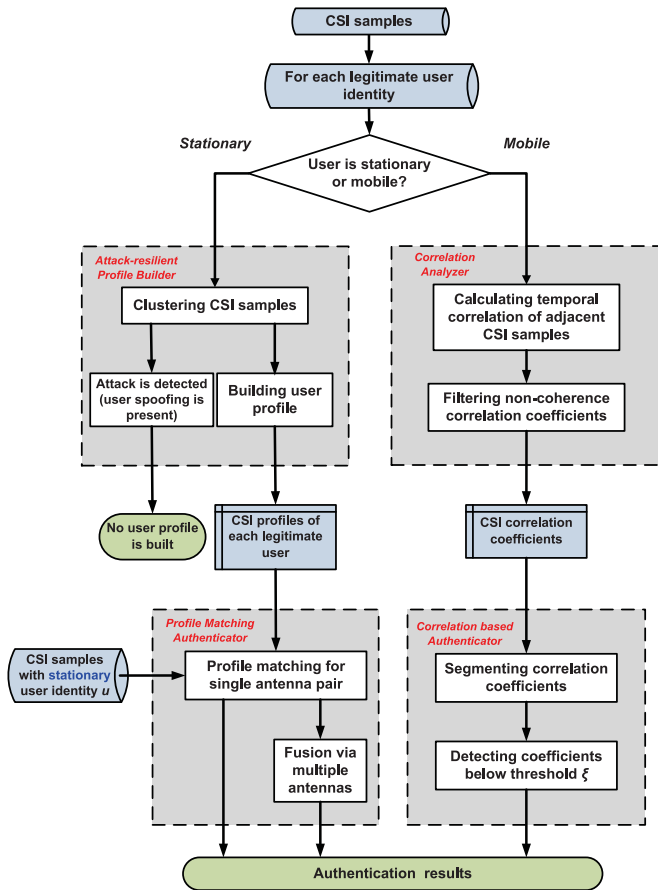 CSI samples
For each legitimate user
identity
Stationary
Mobile
User is stationary
or mobile?
Attack-resilient
Profile Builder
Clustering CSI samples
Attack is detected
(user spoofing is
present)
Building user
profile
Correlation
Analyzer
Calculating temporal
correlation of adjacent
CSI samples
Filtering non-coherence
correlation coefficients
No user profile
is built
CSI profiles of
each legitimate
user
CSI correlation
coefficients
Profile Matching
Authenticator
CSI samples
with stationary
user identity u
Profile matching for
single antenna pair
Fusion via
multiple
antennas
Correlation based
Authenticator
Segmenting correlation
coefficients
Detecting coefficients
below threshold ξ
Authentication results